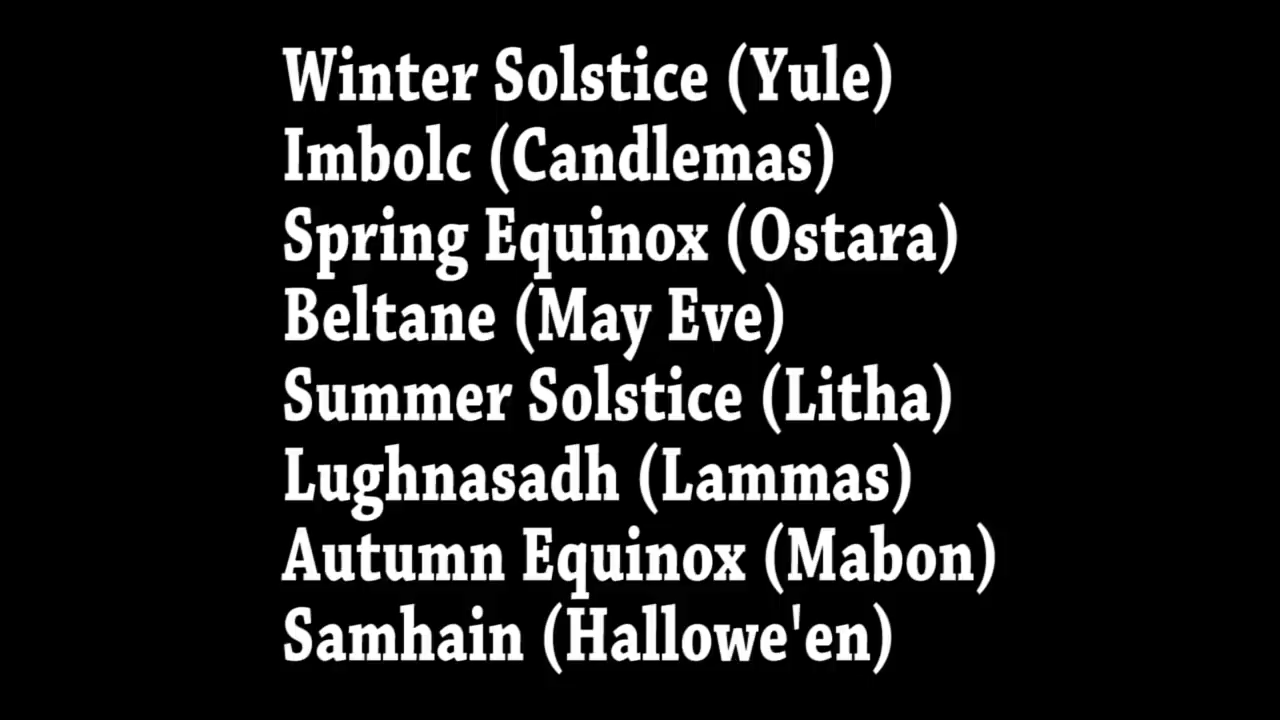 Winter Solstice (Yule)
Imbolc (Candlemas)
Spring Equinox (Ostara)
Beltane (May Eve)
Summer Solstice (Litha)
Lughnasadh (Lammas)
Autumn Equinox (Mabon)
Samhain (Hallowe'en)